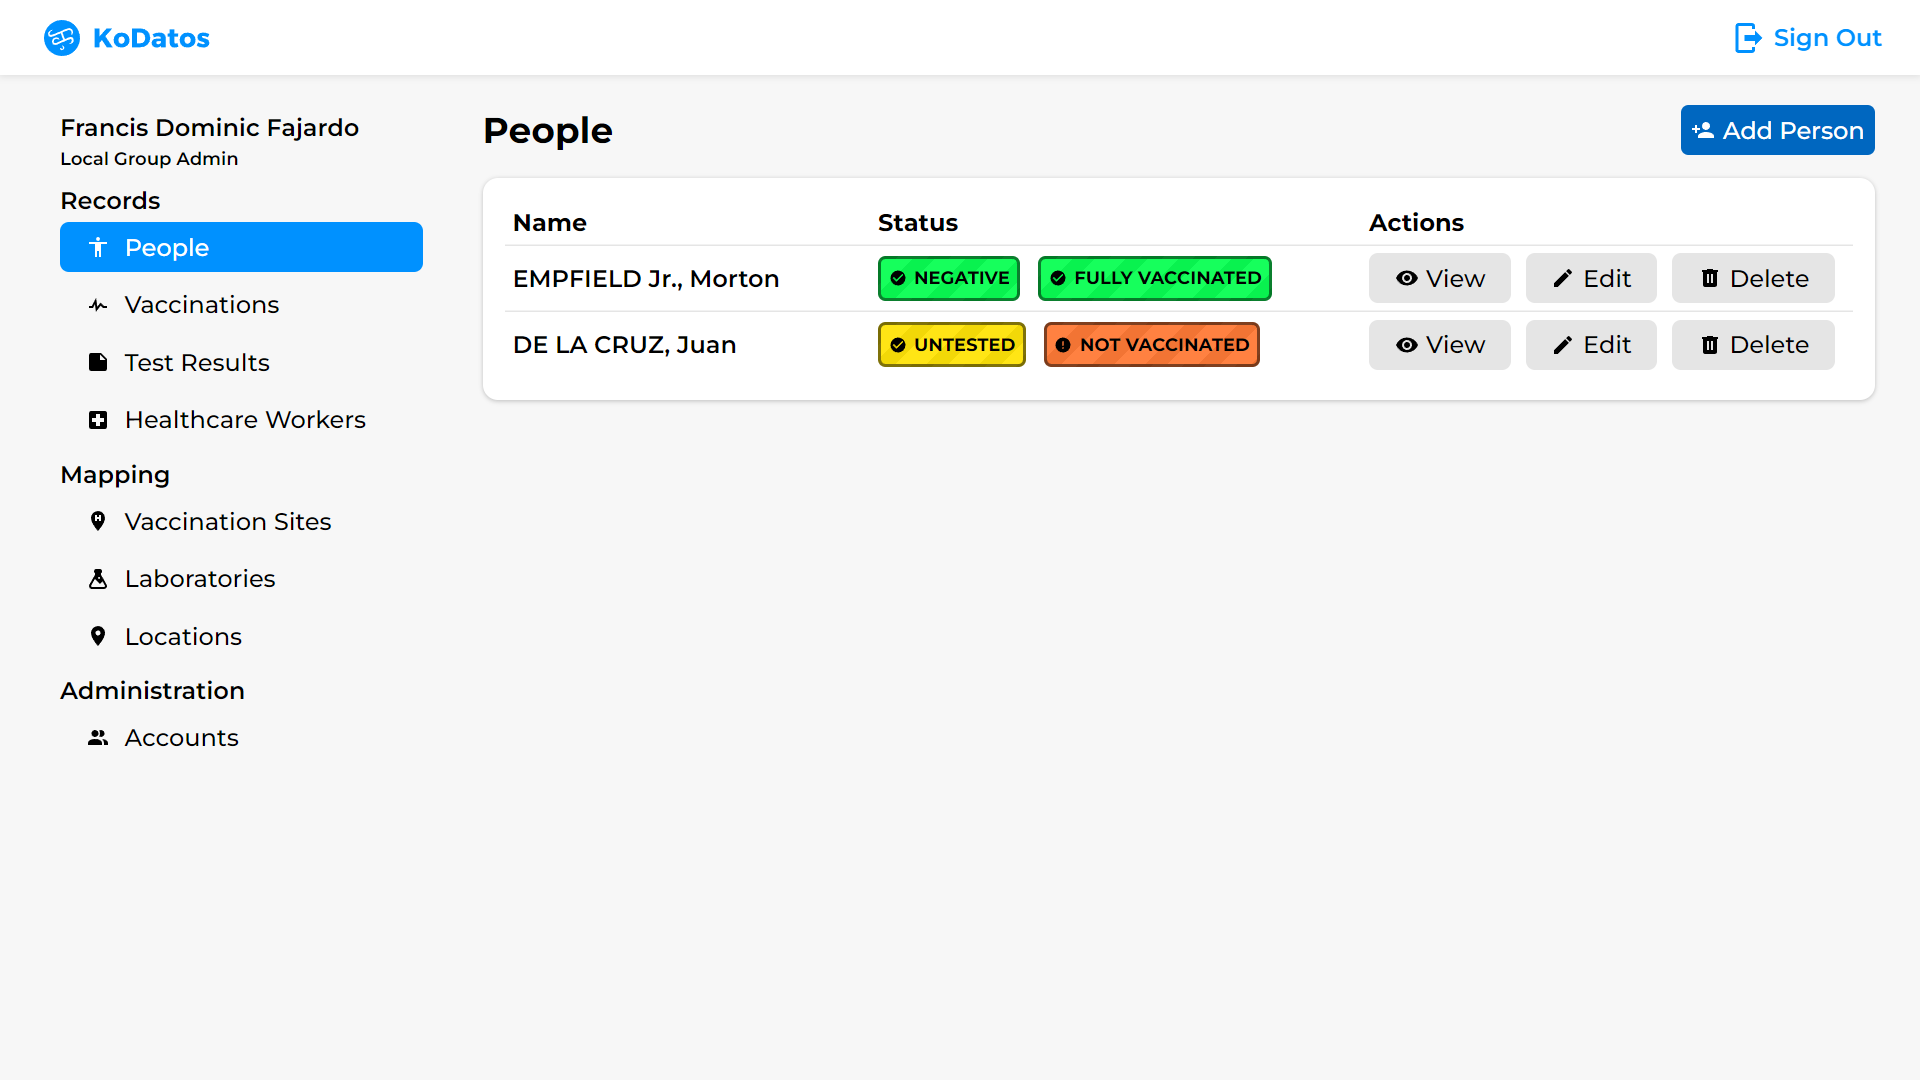 KoDatos
Sign Out
Francis Dominic Fajardo
Local Group Admin
Records
People
Vaccinations
Test Results
Healthcare Workers
Mapping
Vaccination Sites
Laboratories
Locations
Administration
Accounts
People
Add Person
Name Status Actions
EMPFIELD Jr., Morton NEGATIVE FULLY VACCINATED View Edit Delete
DE LA CRUZ, Juan UNTESTED NOT VACCINATED View Edit Delete